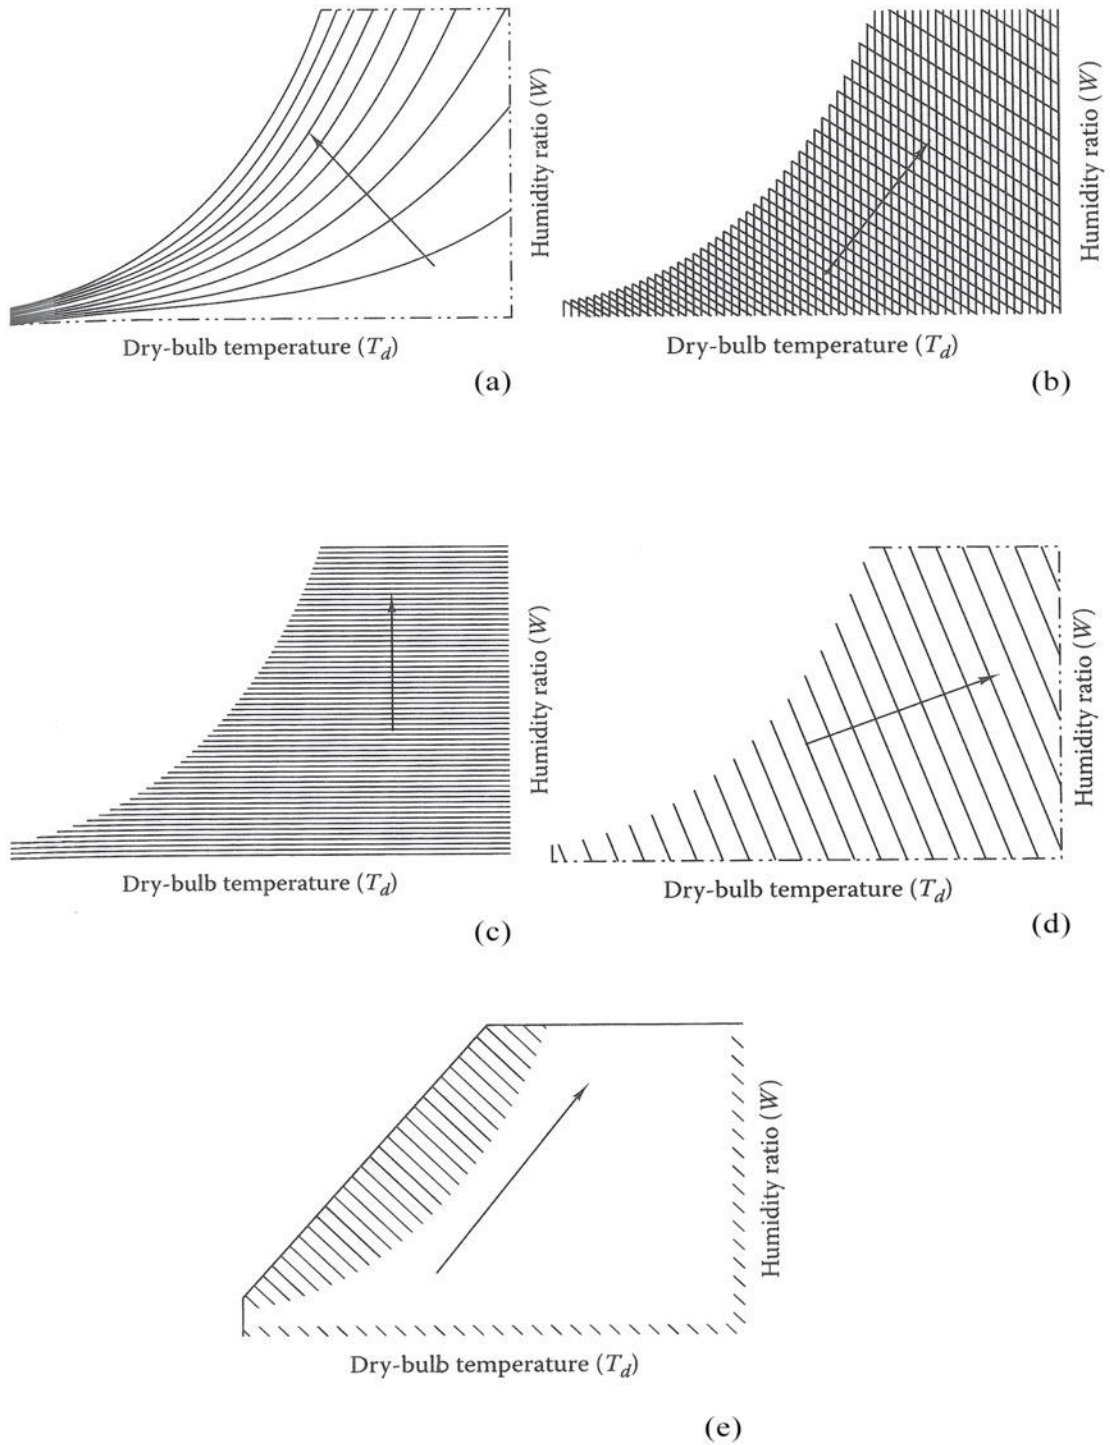 Humidity ratio (W)
Dry-bulb temperature (T_d)
(a)
Humidity ratio (W)
Dry-bulb temperature (T_d)
(b)
Humidity ratio (W)
Dry-bulb temperature (T_d)
(c)
Humidity ratio (W)
Dry-bulb temperature (T_d)
(d)
Humidity ratio (W)
Dry-bulb temperature (T_d)
(e)